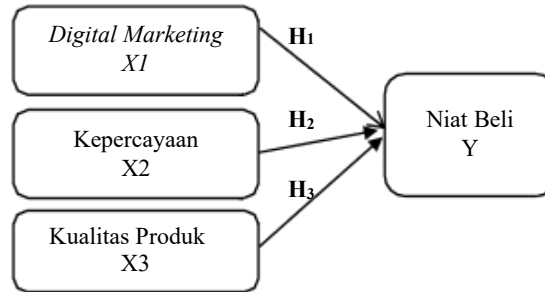 Digital Marketing
X1
H1
Kepercayaan
X2
H2
Niat Beli
Y
Kualitas Produk
X3
H3